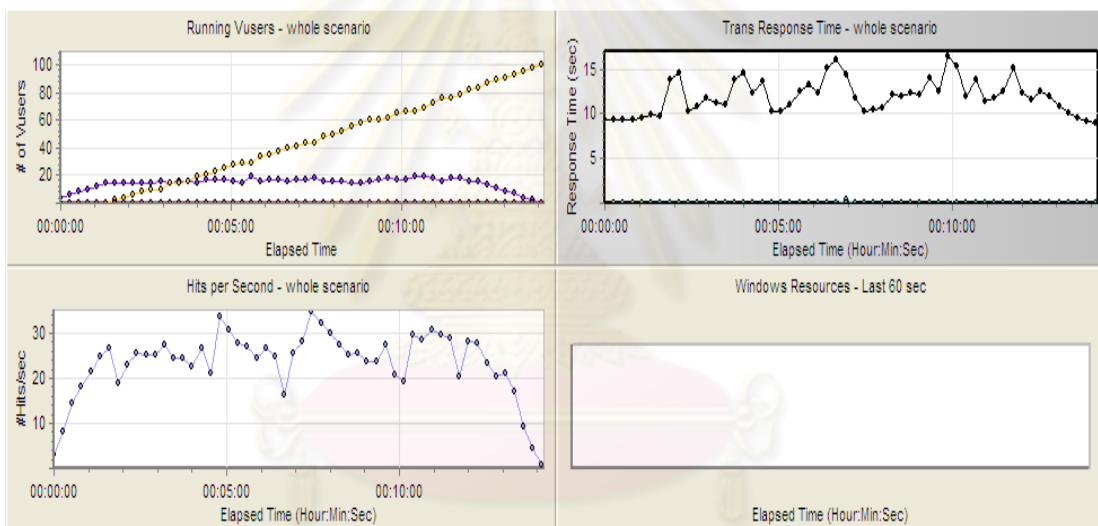 Running Vusers - whole scenario
# of Vusers
100
80
60
40
20
00:00:00
00:05:00
00:10:00
Elapsed Time
Trans Response Time - whole scenario
Response Time (sec)
15
10
5
00:00:00
00:05:00
00:10:00
Elapsed Time (Hour:Min:Sec)
Hits per Second - whole scenario
#Hits/sec
30
20
10
00:00:00
00:05:00
00:10:00
Elapsed Time (Hour:Min:Sec)
Windows Resources - Last 60 sec
Elapsed Time (Hour:Min:Sec)